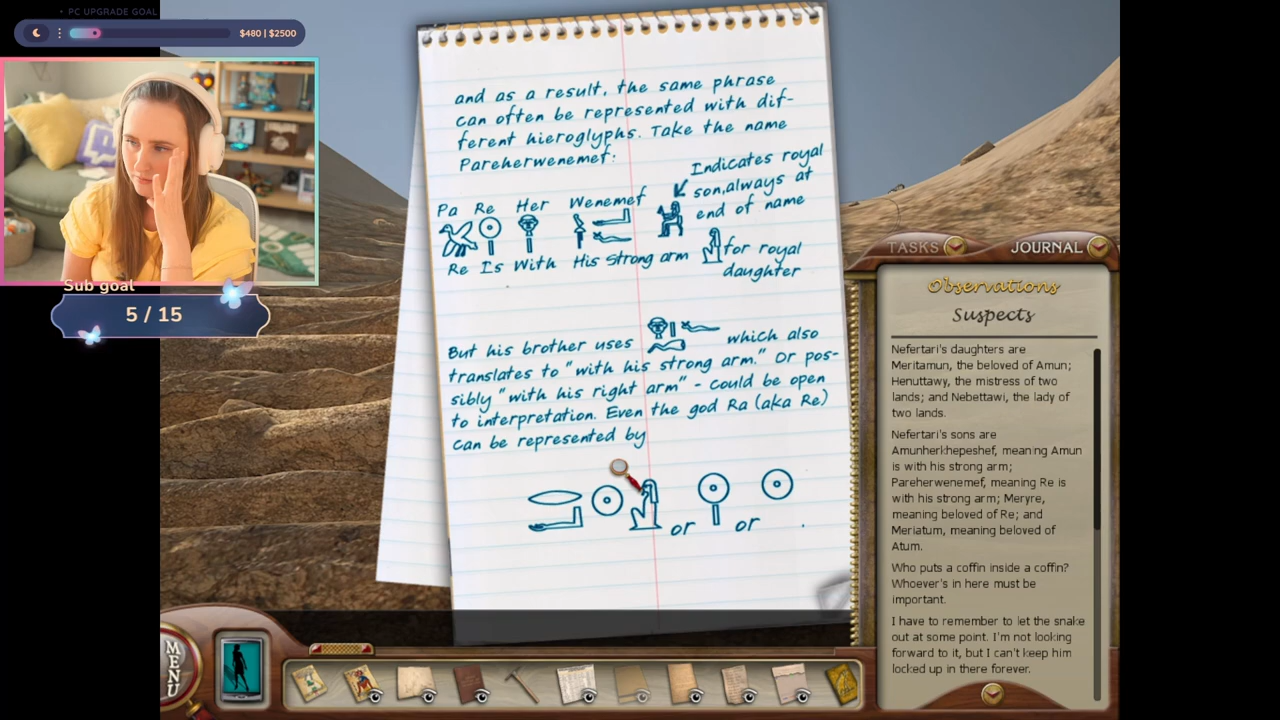 • PC UPGRADE GOAL
$480 | $2500
Sub goal
5 / 15
and as a result, the same phrase
can often be represented with dif-
ferent hieroglyphs. Take the name
Pareherwenemef:
Indicates royal
son,always at
end of name
Pa Re Her Wenemef
Re Is With His Strong arm
for royal
daughter
But his brother uses which also
translates to "with his strong arm." Or pos-
sibly "with his right arm" - could be open
to interpretation. Even the god Ra (aka Re)
can be represented by
or or .
TASKS JOURNAL
Observations
Suspects
Nefertari's daughters are
Meritamun, the beloved of Amun;
Henuttawy, the mistress of two
lands; and Nebettawi, the lady of
two lands.
Nefertari's sons are
Amunherkhepeshef, meaning Amun
is with his strong arm;
Pareherwenemef, meaning Re is
with his strong arm; Meryre,
meaning beloved of Re; and
Meriatum, meaning beloved of
Atum.
Who puts a coffin inside a coffin?
Whoever's in here must be
important.
I have to remember to let the snake
out at some point. I'm not looking
forward to it, but I can't keep him
locked up in there forever.
MENU